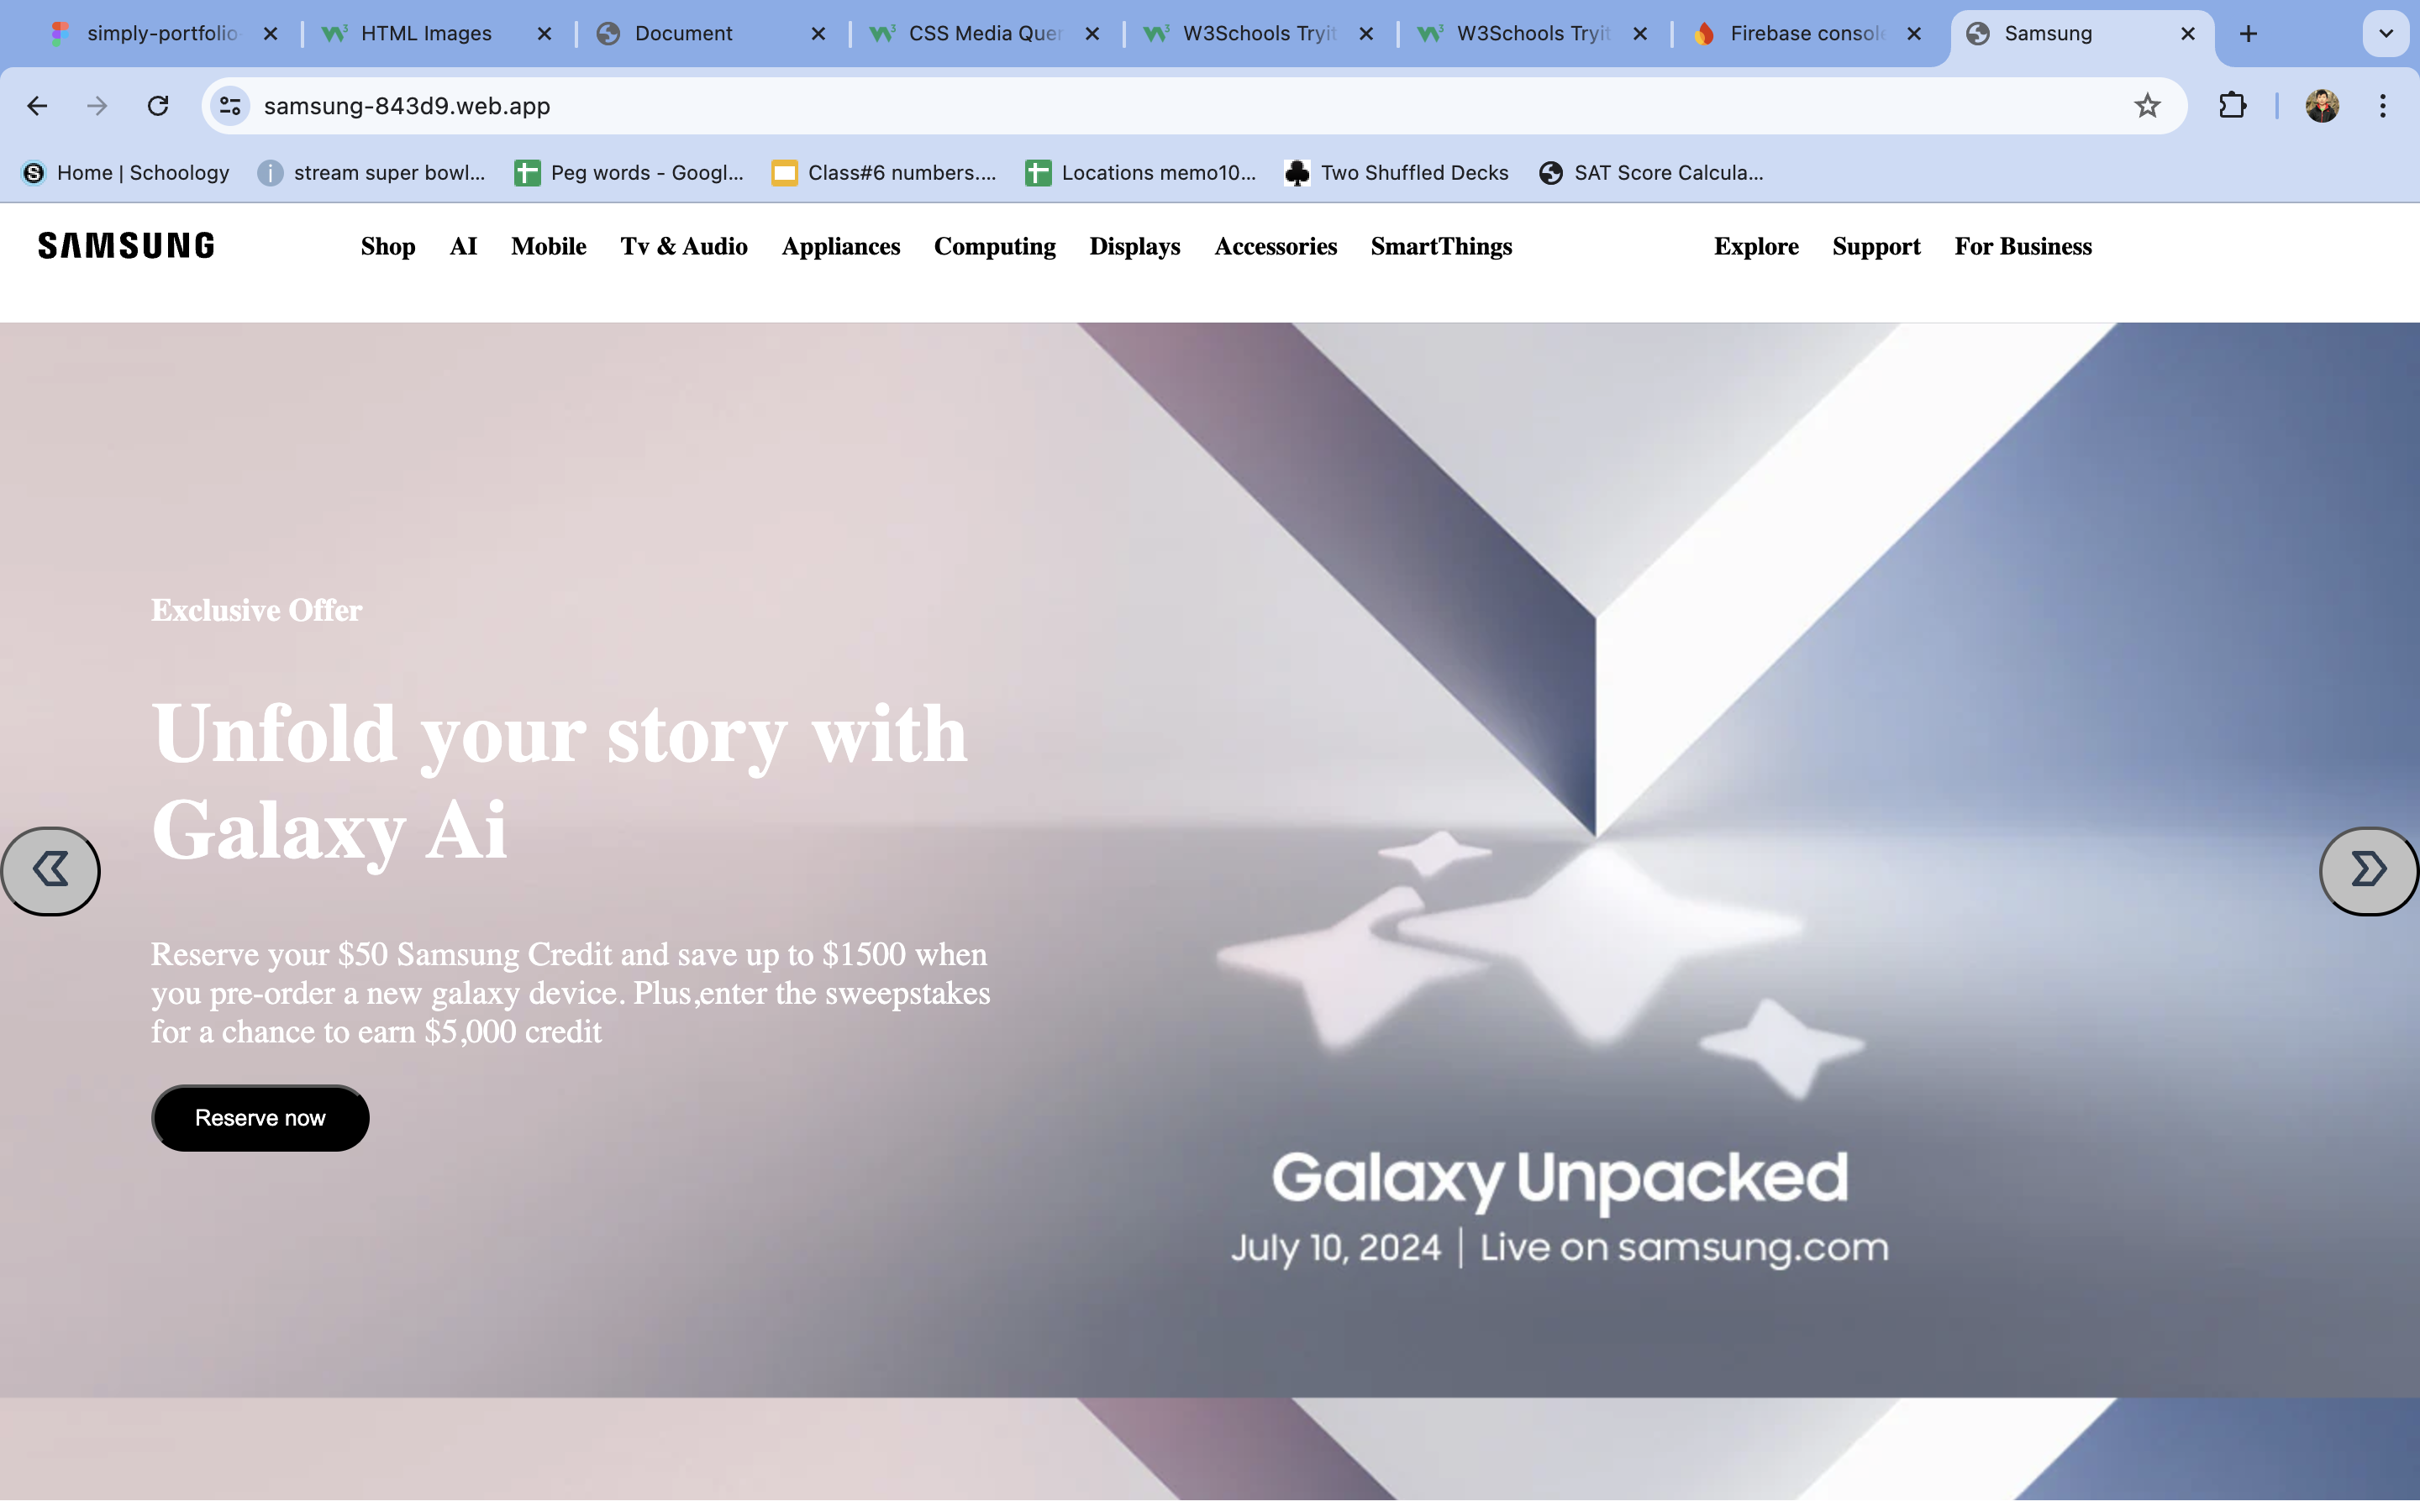 simply-portfolio
HTML Images
Document
CSS Media Quer
W3Schools Tryit
W3Schools Tryit
Firebase console
Samsung
samsung-843d9.web.app
Home | Schoology
stream super bowl...
Peg words - Googl...
Class#6 numbers....
Locations memo10...
Two Shuffled Decks
SAT Score Calcula...
SAMSUNG
Shop AI Mobile Tv & Audio Appliances Computing Displays Accessories SmartThings Explore Support For Business
Exclusive Offer
Unfold your story with
Galaxy Ai
Reserve your $50 Samsung Credit and save up to $1500 when
you pre-order a new galaxy device. Plus,enter the sweepstakes
for a chance to earn $5,000 credit
Reserve now
Galaxy Unpacked
July 10, 2024 | Live on samsung.com